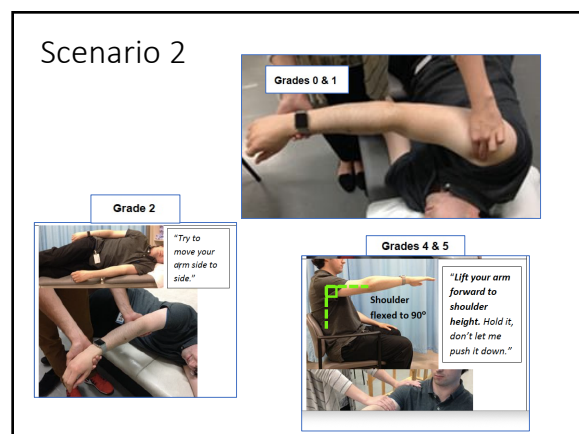 Scenario 2
Grades 0 & 1
Grade 2
"Try to
move your
arm side to
side."
Grades 4 & 5
Shoulder
flexed to 90°
"Lift your arm
forward to
shoulder
height. Hold it,
don't let me
push it down."